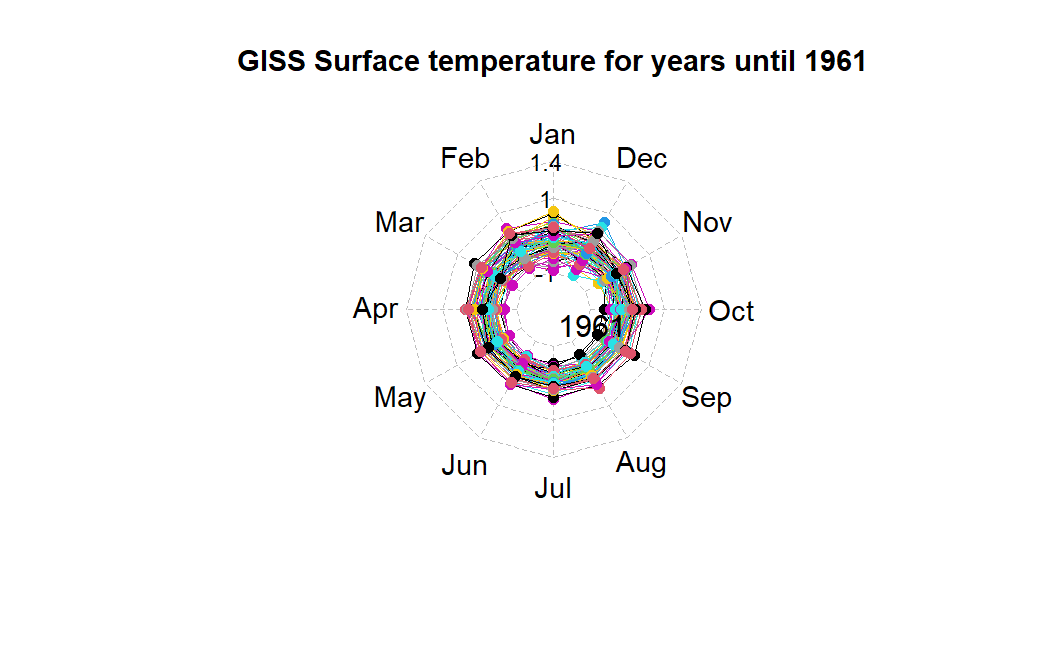 GISS Surface temperature for years until 1961
Jan
Feb
Dec
1.4
Mar
1
Nov
-1
Apr
Oct
1961
May
Sep
Jun
Aug
Jul